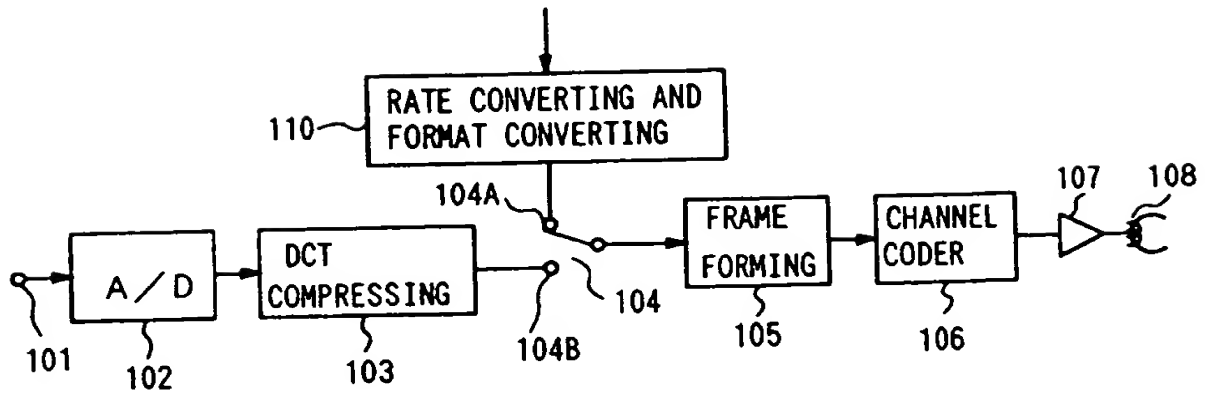 RATE CONVERTING AND
FORMAT CONVERTING
110
104A
107
108
FRAME
FORMING
CHANNEL
CODER
DCT
COMPRESSING
A/D
104
101
102
103
104B
105
106